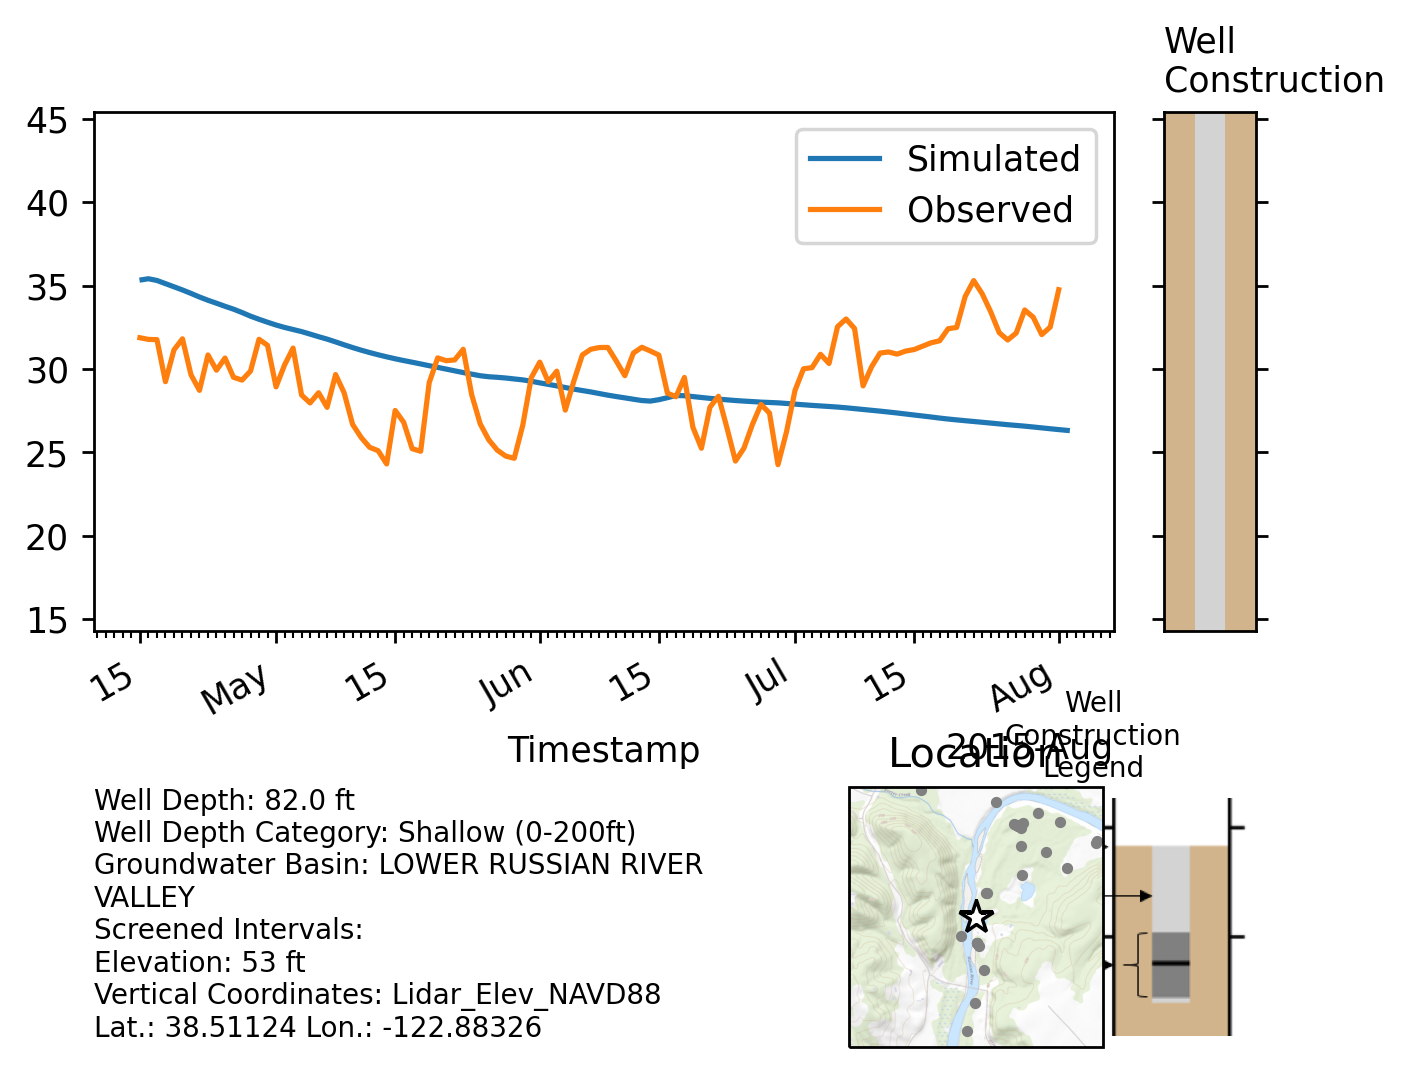 Well
Construction
45
40
35
30
25
20
15
Simulated
Observed
15
May
15
Jun
15
Jul
15
Aug
Timestamp
2015-Aug
Location
Well
Construction
Legend
Well Depth: 82.0 ft
Well Depth Category: Shallow (0-200ft)
Groundwater Basin: LOWER RUSSIAN RIVER
VALLEY
Screened Intervals:
Elevation: 53 ft
Vertical Coordinates: Lidar_Elev_NAVD88
Lat.: 38.51124 Lon.: -122.88326